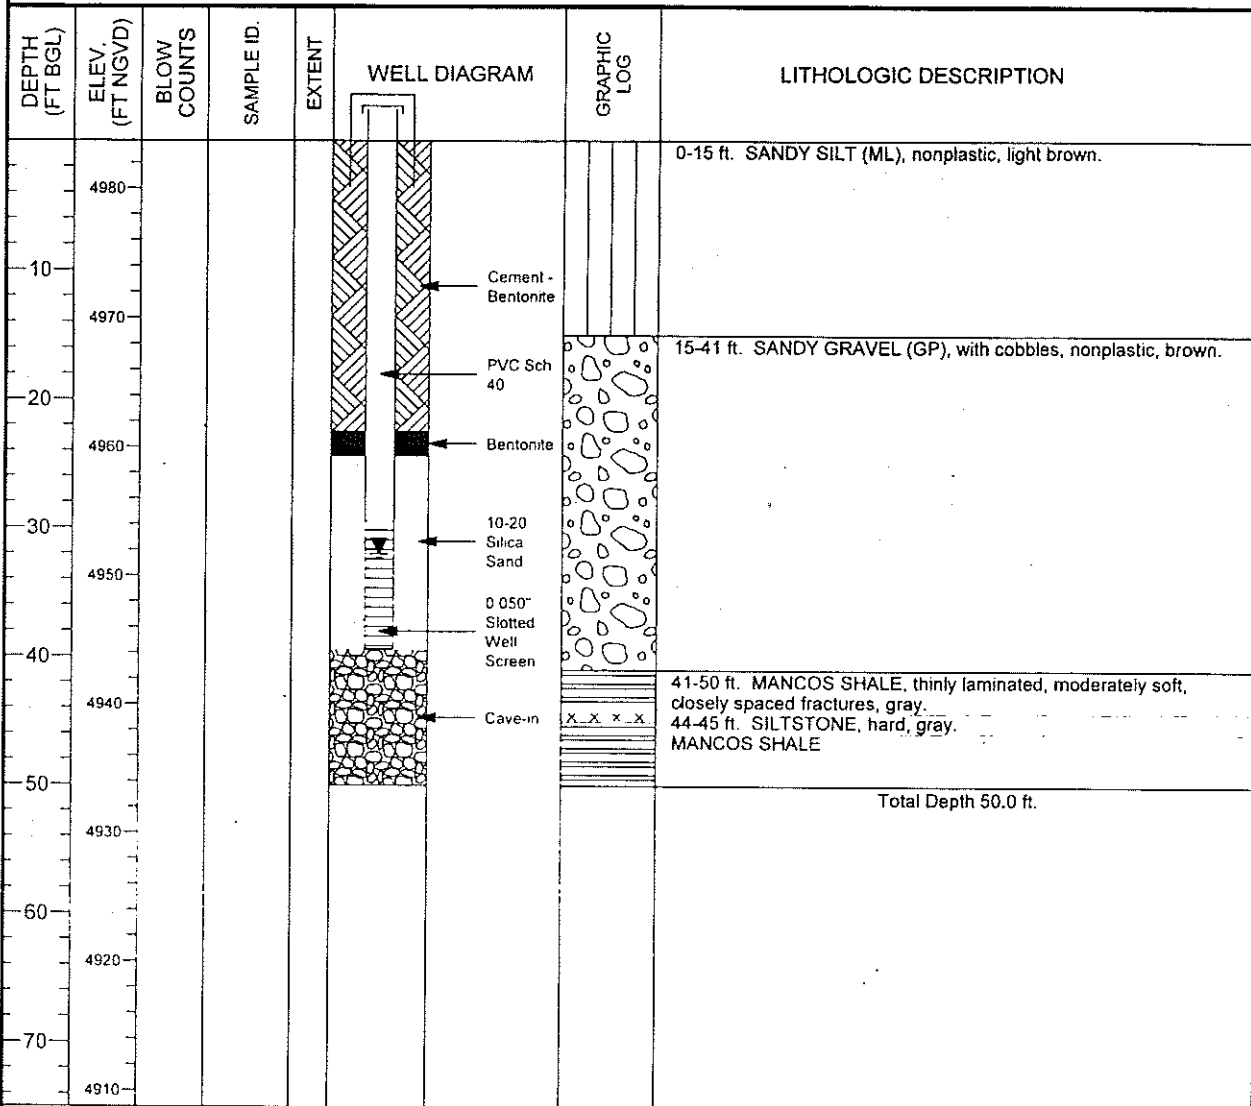 DEPTH
(FT BGL)
ELEV.
(FT NGVD)
BLOW
COUNTS
SAMPLE ID.
EXTENT
WELL DIAGRAM
GRAPHIC
LOG
LITHOLOGIC DESCRIPTION
0-15 ft. SANDY SILT (ML), nonplastic, light brown.
4980
10
Cement -
Bentonite
4970
15-41 ft. SANDY GRAVEL (GP), with cobbles, nonplastic, brown.
PVC Sch
40
20
4960
Bentonite
30
10-20
Silica
Sand
4950
0 050"
Slotted
Well
Screen
40
41-50 ft. MANCOS SHALE, thinly laminated, moderately soft,
closely spaced fractures, gray.
4940
Cave-in
X X X X
44-45 ft. SILTSTONE, hard, gray.
MANCOS SHALE
50
Total Depth 50.0 ft.
4930
60
4920
70
4910